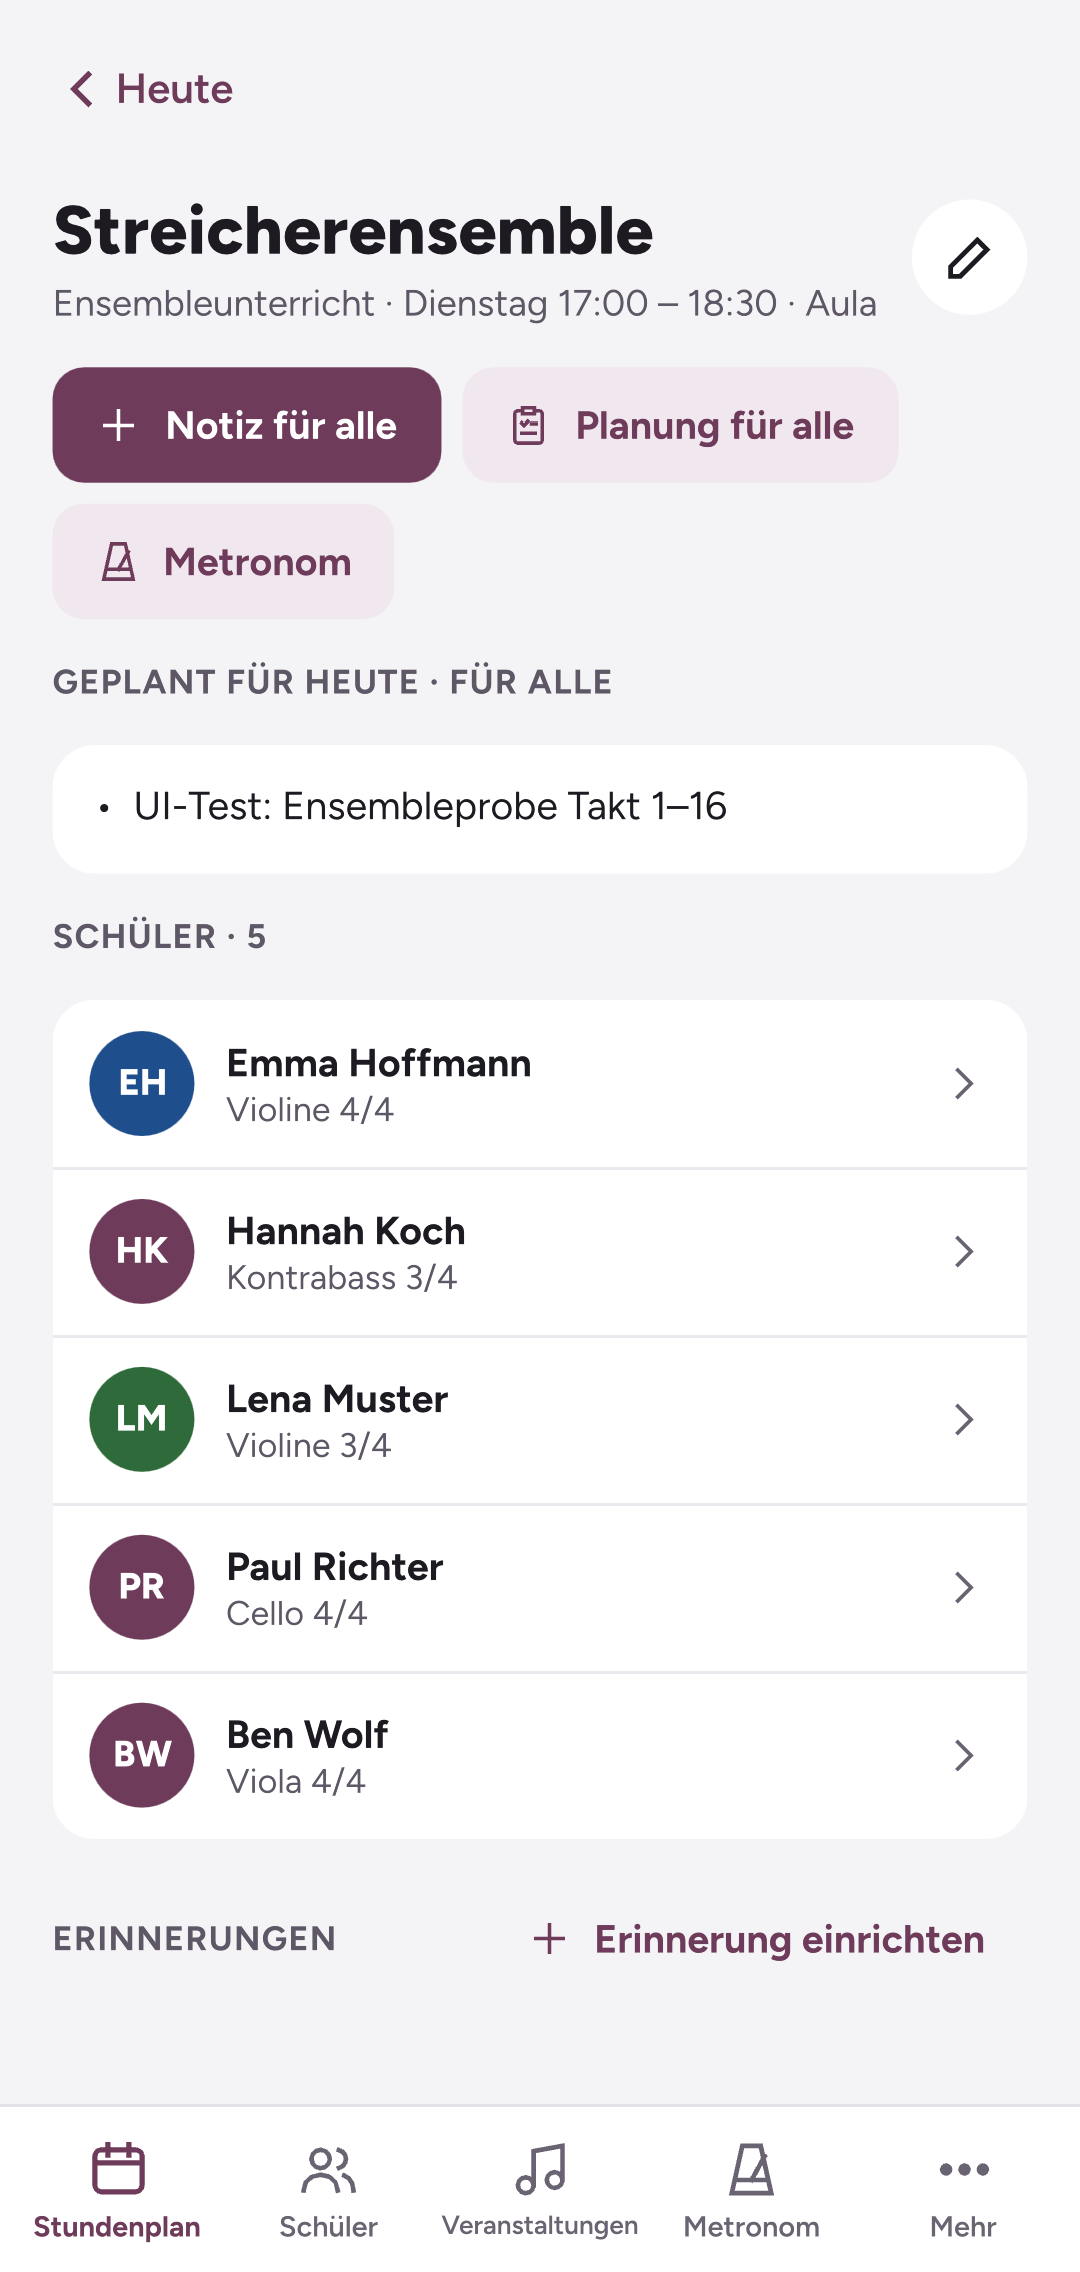 Heute
Streicherensemble
Ensembleunterricht · Dienstag 17:00 – 18:30 · Aula
Notiz für alle
Planung für alle
Metronom
GEPLANT FÜR HEUTE · FÜR ALLE
• UI-Test: Ensembleprobe Takt 1–16
SCHÜLER · 5
EH
Emma Hoffmann
Violine 4/4
HK
Hannah Koch
Kontrabass 3/4
LM
Lena Muster
Violine 3/4
PR
Paul Richter
Cello 4/4
BW
Ben Wolf
Viola 4/4
ERINNERUNGEN
Erinnerung einrichten
Stundenplan
Schüler
Veranstaltungen
Metronom
Mehr